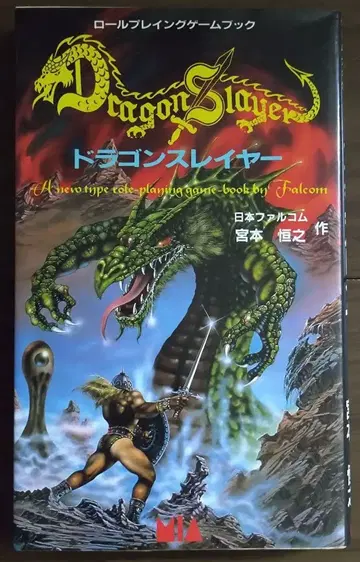 ロールプレイングゲームブック
Dragon Slayer
ドラゴンスレイヤー
A new type role-playing game-book by Falcom
日本ファルコム
宮本 恒之 作
MIA